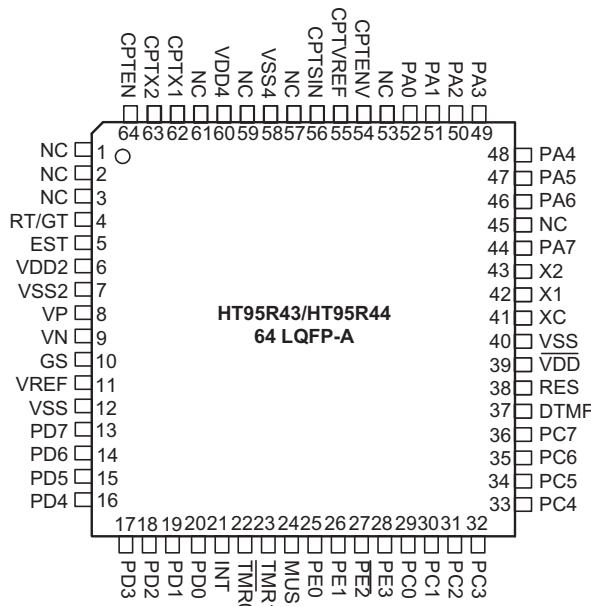 CPTEN
CPTX2
CPTX1
NC
VDD4
NC
VSS4
NC
CPTSIN
CPTVREF
CPTENV
NC
PA0
PA1
PA2
PA3
64 63 62 61 60 59 58 57 56 55 54 53 52 51 50 49
NC 1
NC 2
NC 3
RT/GT 4
EST 5
VDD2 6
VSS2 7
VP 8
VN 9
GS 10
VREF 11
VSS 12
PD7 13
PD6 14
PD5 15
PD4 16
HT95R43/HT95R44
64 LQFP-A
48 PA4
47 PA5
46 PA6
45 NC
44 PA7
43 X2
42 X1
41 XC
40 VSS
39 VDD
38 RES
37 DTMF
36 PC7
35 PC6
34 PC5
33 PC4
17 18 19 20 21 22 23 24 25 26 27 28 29 30 31 32
PD3
PD2
PD1
PD0
INT
TMR0
TMR1
MUS
PE0
PE1
PE2
PE3
PC0
PC1
PC2
PC3